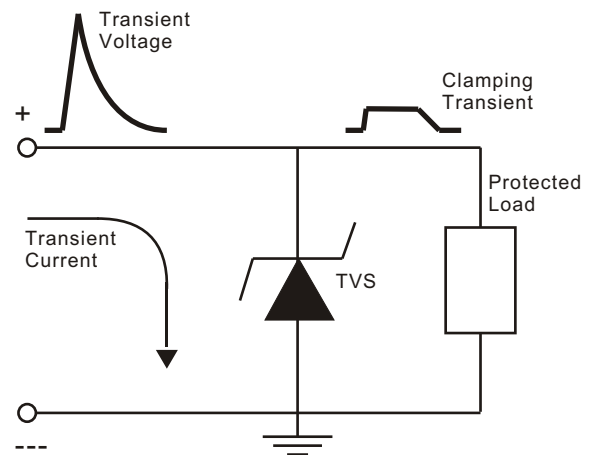 Transient
Voltage
Clamping
Transient
+
Protected
Load
Transient
Current
TVS
---